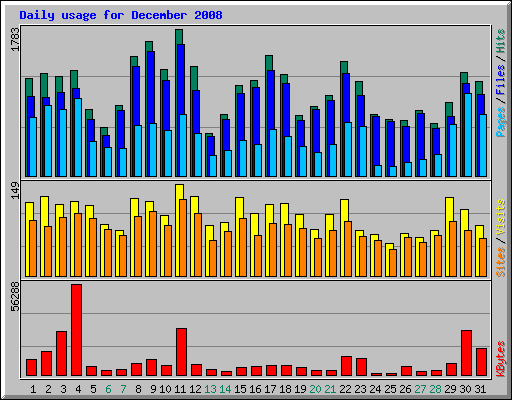 Daily usage for December 2008
1783
Pages / Files / Hits
149
Sites / Visits
56288
KBytes
1 2 3 4 5 6 7 8 9 10 11 12 13 14 15 16 17 18 19 20 21 22 23 24 25 26 27 28 29 30 31